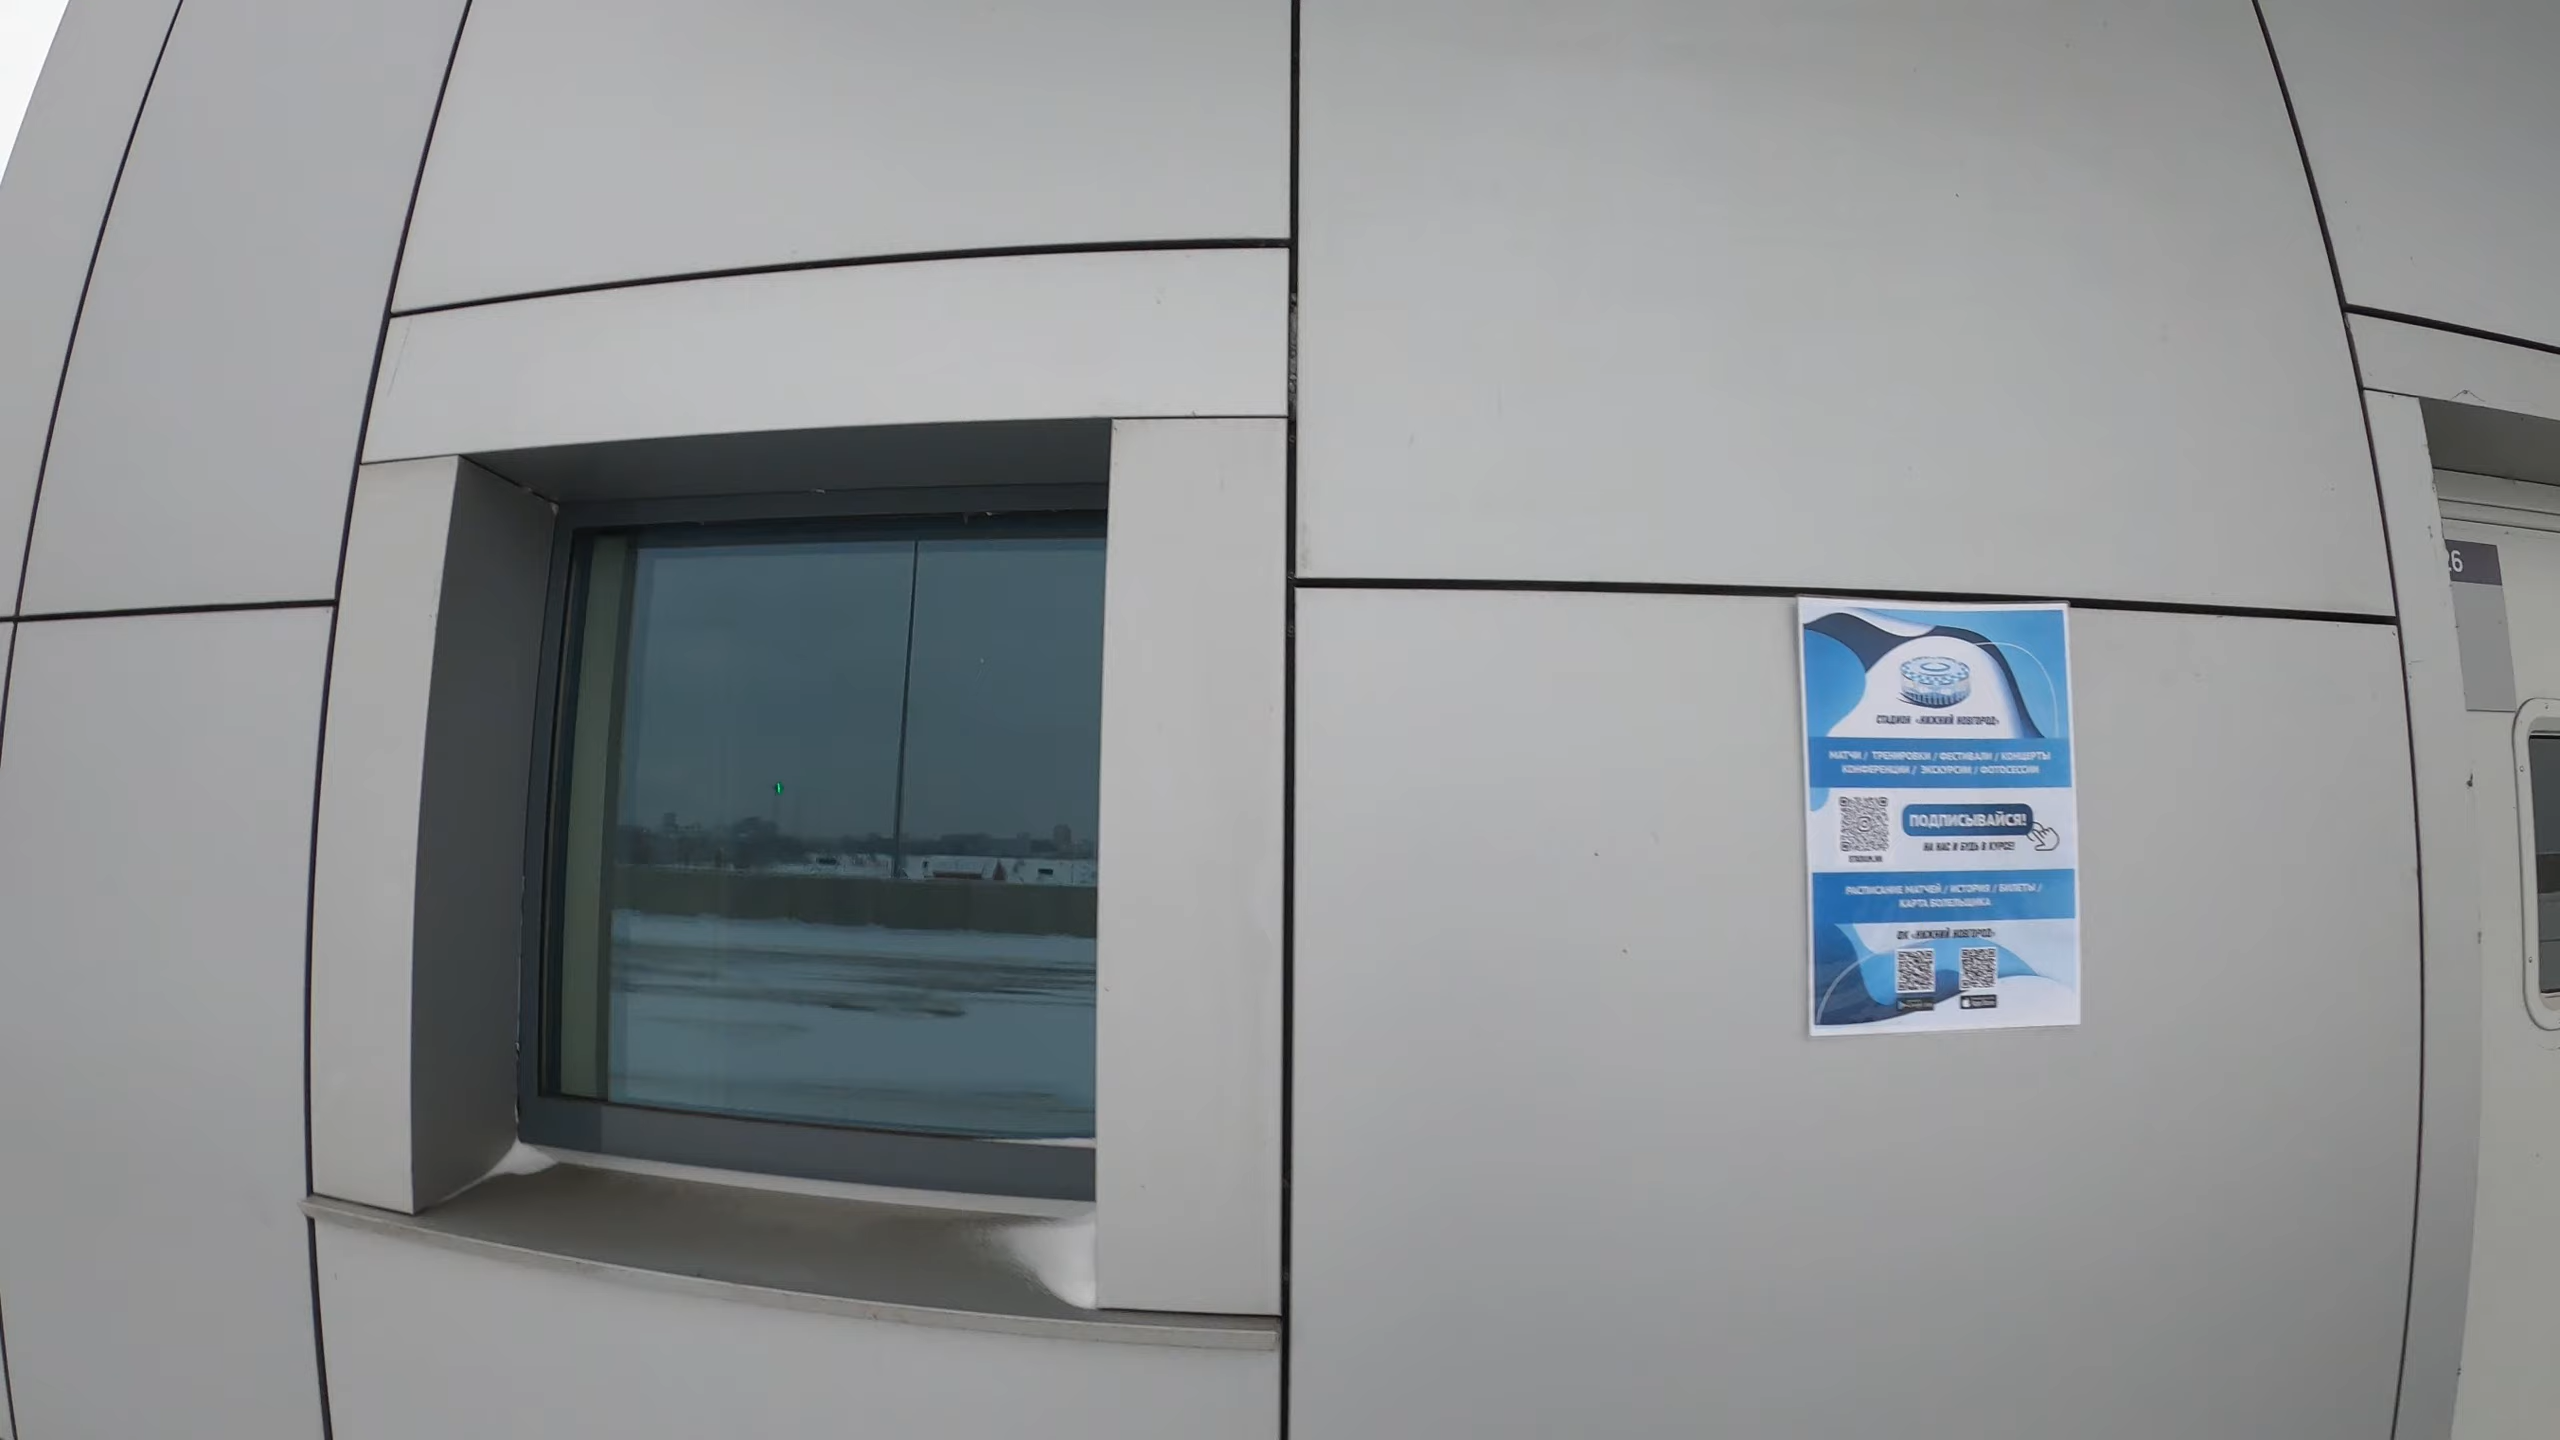 26
СТАДИОН «НИЖНИЙ НОВГОРОД»
МАТЧИ / ТРЕНИРОВКИ / ФЕСТИВАЛИ / КОНЦЕРТЫ
КОНФЕРЕНЦИИ / ЭКСКУРСИИ / ФОТОСЕССИИ
ПОДПИСЫВАЙСЯ!
НА НАС И БУДЬ В КУРСЕ!
РАСПИСАНИЕ МАТЧЕЙ / ИСТОРИЯ / БИЛЕТЫ /
КАРТА БОЛЕЛЬЩИКА
ФК «НИЖНИЙ НОВГОРОД»